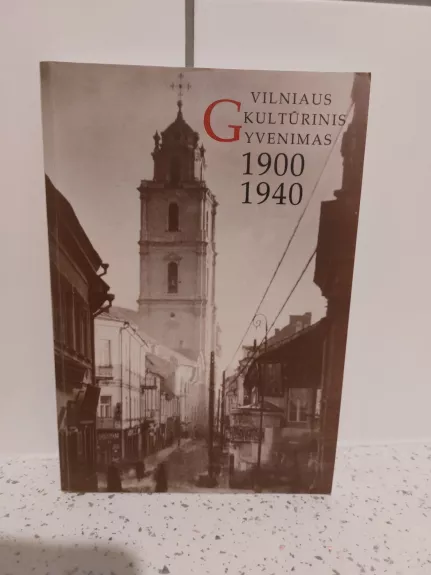 VILNIAUS
KULTŪRINIS
GYVENIMAS
1900
1940